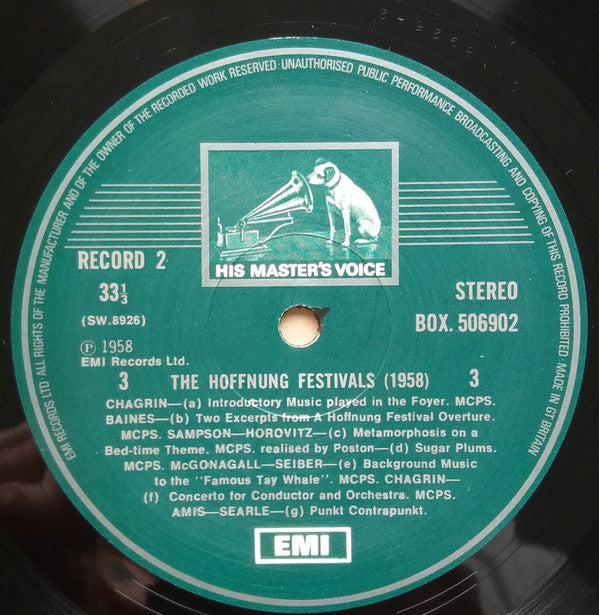 EMI RECORDS LTD · ALL RIGHTS OF THE MANUFACTURER AND OF THE OWNER OF THE RECORDED WORK RESERVED · UNAUTHORISED PUBLIC PERFORMANCE BROADCASTING AND COPYING OF THIS RECORD PROHIBITED · MADE IN GT BRITAIN
HIS MASTER'S VOICE
RECORD 2
33⅓
(SW.8926)
℗ 1958
EMI Records Ltd.
STEREO
BOX. 506902
3 THE HOFFNUNG FESTIVALS (1958) 3
CHAGRIN—(a) Introductory Music played in the Foyer. MCPS.
BAINES—(b) Two Excerpts from A Hoffnung Festival Overture.
MCPS. SAMPSON—HOROVITZ—(c) Metamorphosis on a
Bed-time Theme. MCPS. realised by Poston—(d) Sugar Plums.
MCPS. McGONAGALL—SEIBER—(e) Background Music
to the "Famous Tay Whale". MCPS. CHAGRIN—
(f) Concerto for Conductor and Orchestra. MCPS.
AMIS—SEARLE—(g) Punkt Contrapunkt.
EMI